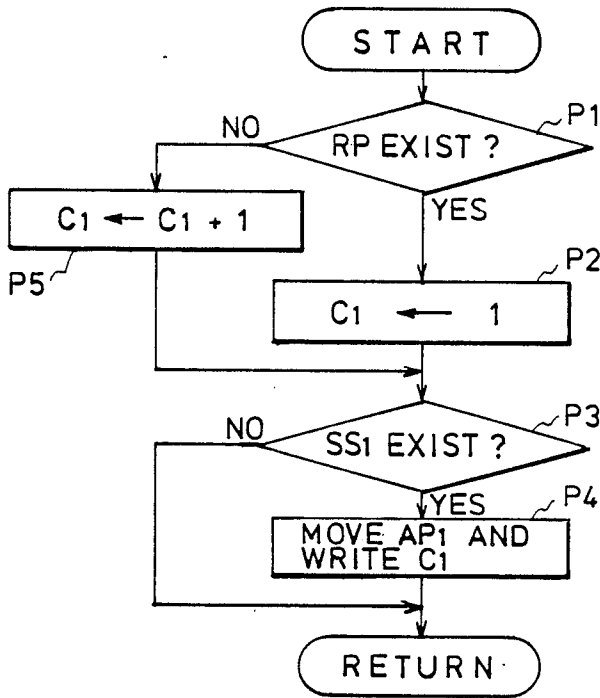 START
P1
NO
RP EXIST ?
YES
C1 ← C1 + 1
P5
P2
C1 ← 1
P3
NO
SS1 EXIST ?
YES
P4
MOVE AP1 AND
WRITE C1
RETURN